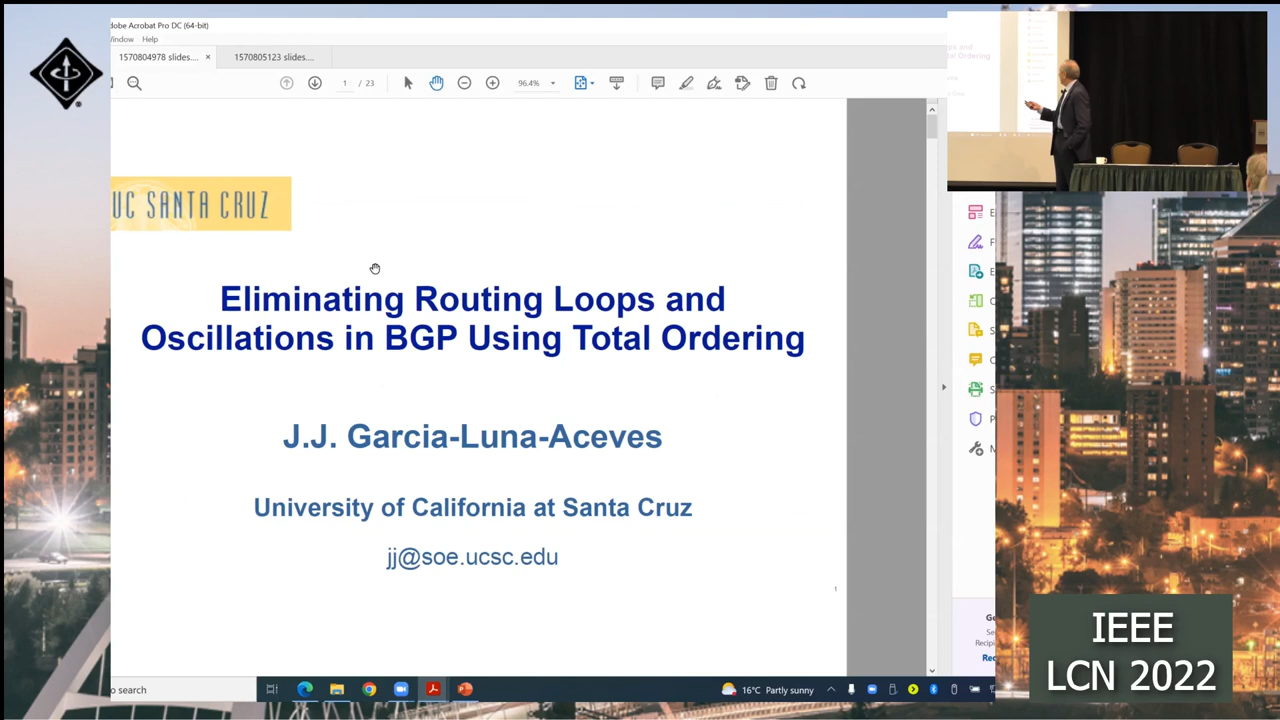 dobe Acrobat Pro DC (64-bit)
Window Help
1570804978 slides.... × 1570805123 slides....
1 / 23 96.4%
UC SANTA CRUZ
Eliminating Routing Loops and
Oscillations in BGP Using Total Ordering
J.J. Garcia-Luna-Aceves
University of California at Santa Cruz
jj@soe.ucsc.edu
1
o search
16°C Partly sunny
IEEE
LCN 2022